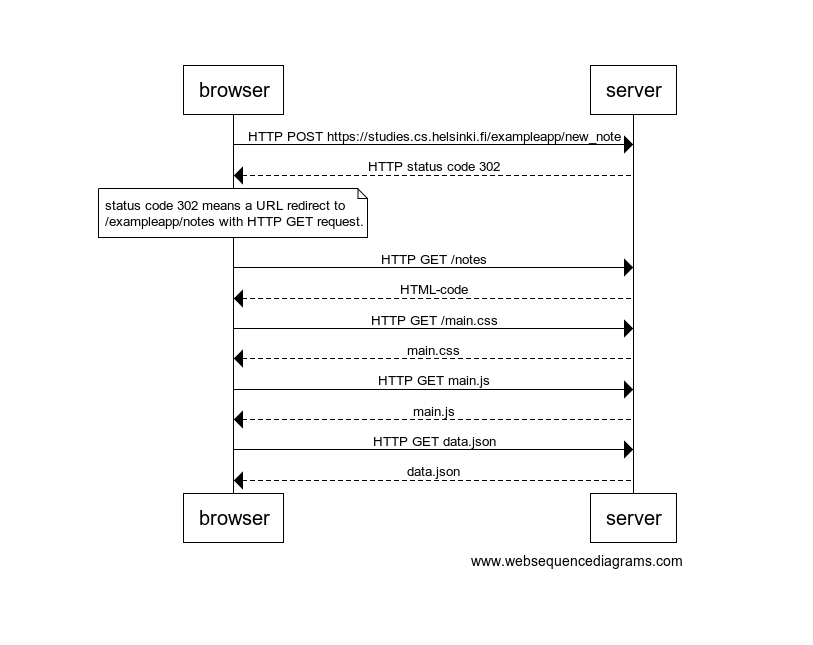 browser
server
HTTP POST https://studies.cs.helsinki.fi/exampleapp/new_note
HTTP status code 302
status code 302 means a URL redirect to
/exampleapp/notes with HTTP GET request.
HTTP GET /notes
HTML-code
HTTP GET /main.css
main.css
HTTP GET main.js
main.js
HTTP GET data.json
data.json
browser
server
www.websequencediagrams.com